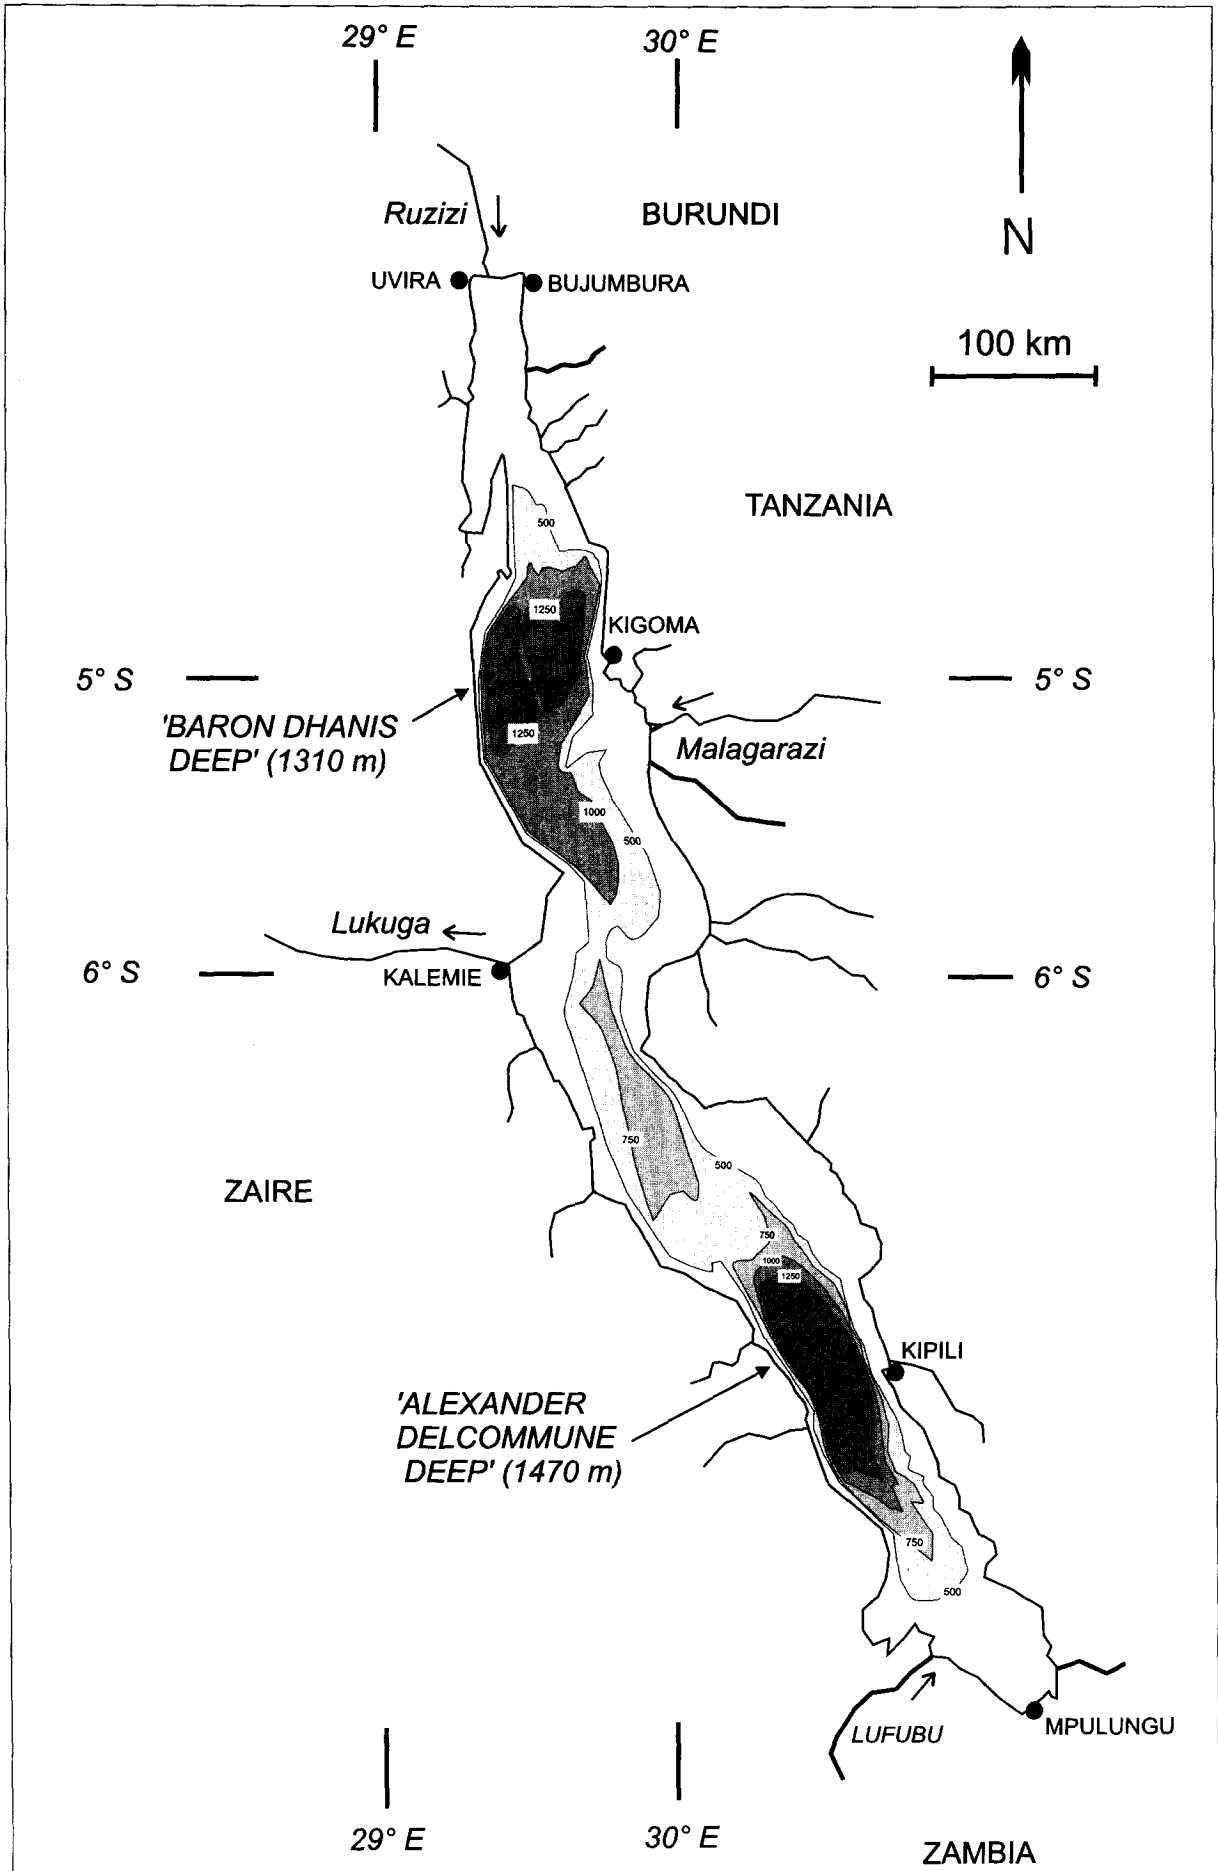 29° E
30° E
Ruzizi
BURUNDI
N
UVIRA
BUJUMBURA
100 km
TANZANIA
500
1250
KIGOMA
5° S
5° S
'BARON DHANIS
DEEP' (1310 m)
1250
Malagarazi
1000
500
Lukuga
KALEMIE
6° S
6° S
750
500
ZAIRE
750
1000
1250
KIPILI
'ALEXANDER
DELCOMMUNE
DEEP' (1470 m)
750
500
LUFUBU
MPULUNGU
29° E
30° E
ZAMBIA